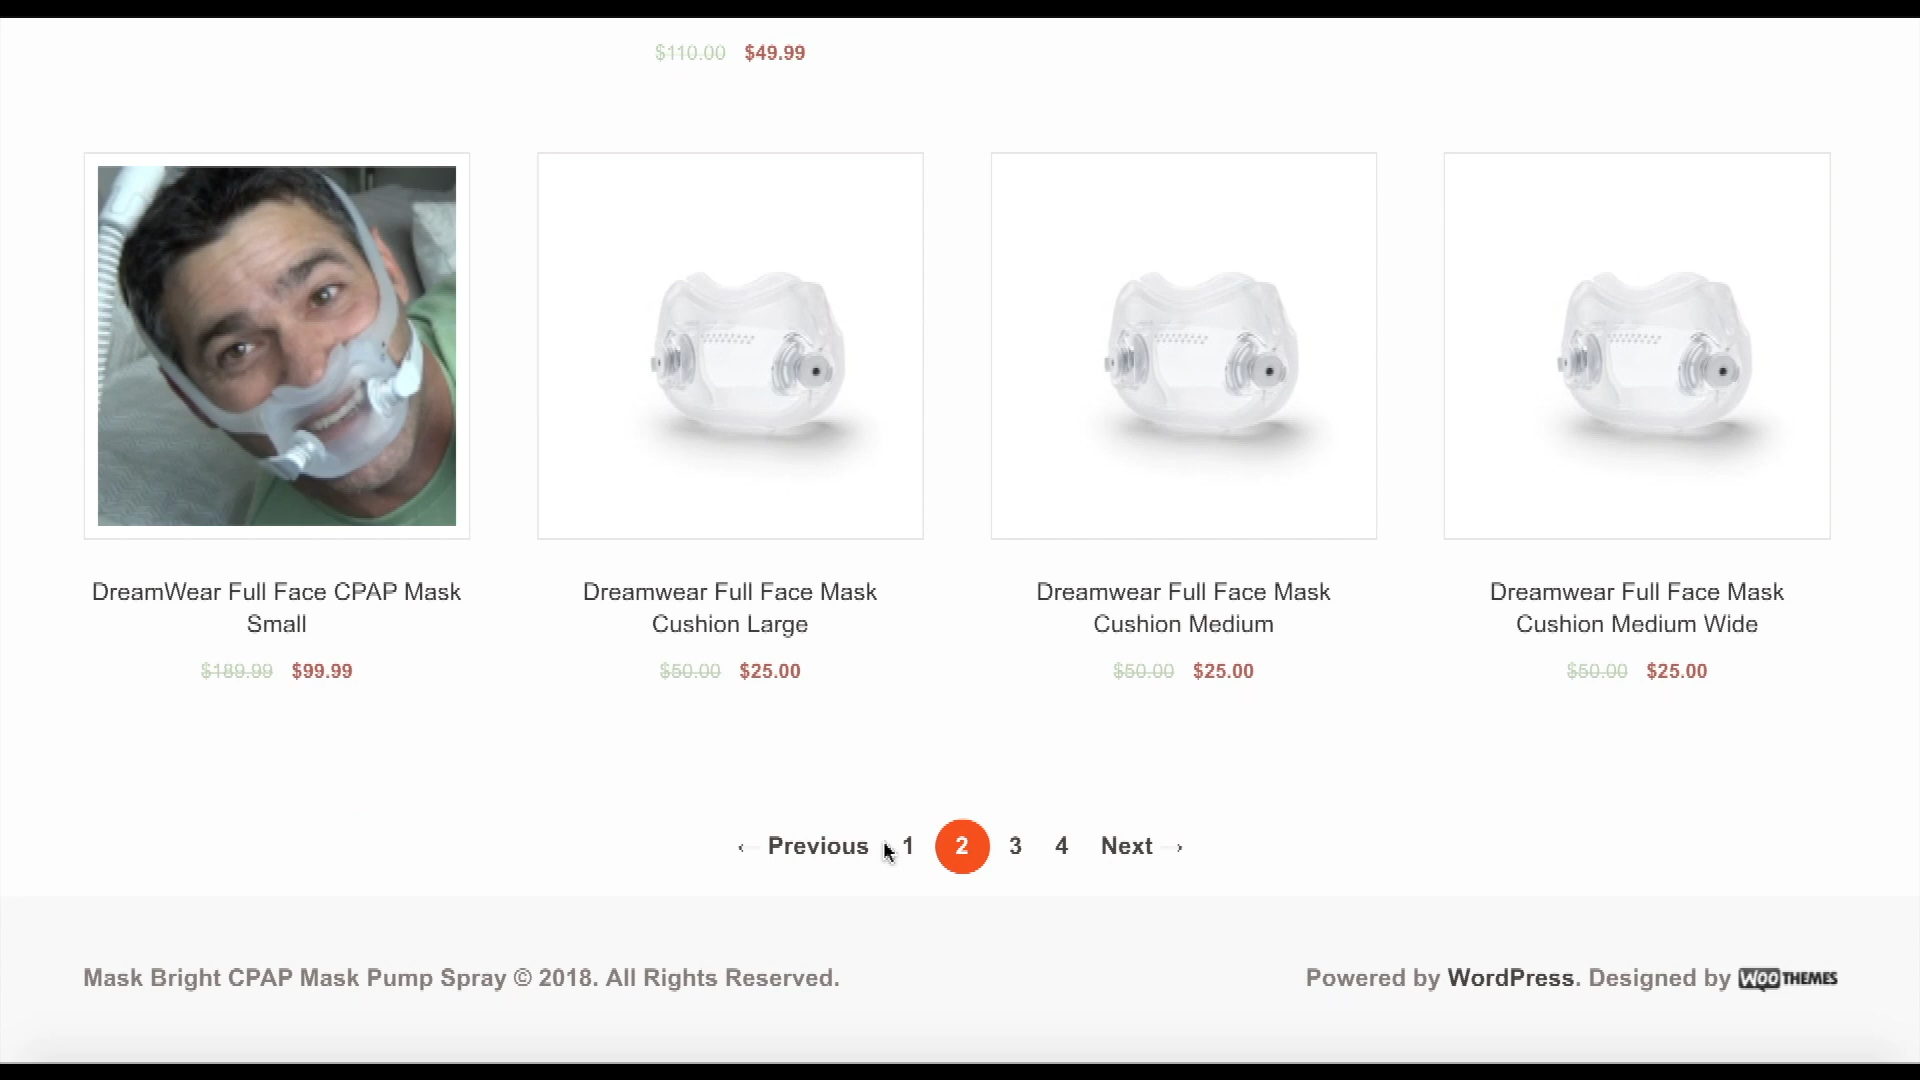 $110.00 $49.99
DreamWear Full Face CPAP Mask
Small
$189.99 $99.99
Dreamwear Full Face Mask
Cushion Large
$50.00 $25.00
Dreamwear Full Face Mask
Cushion Medium
$50.00 $25.00
Dreamwear Full Face Mask
Cushion Medium Wide
$50.00 $25.00
← Previous 1 2 3 4 Next →
Mask Bright CPAP Mask Pump Spray © 2018. All Rights Reserved.
Powered by WordPress. Designed by WOOTHEMES